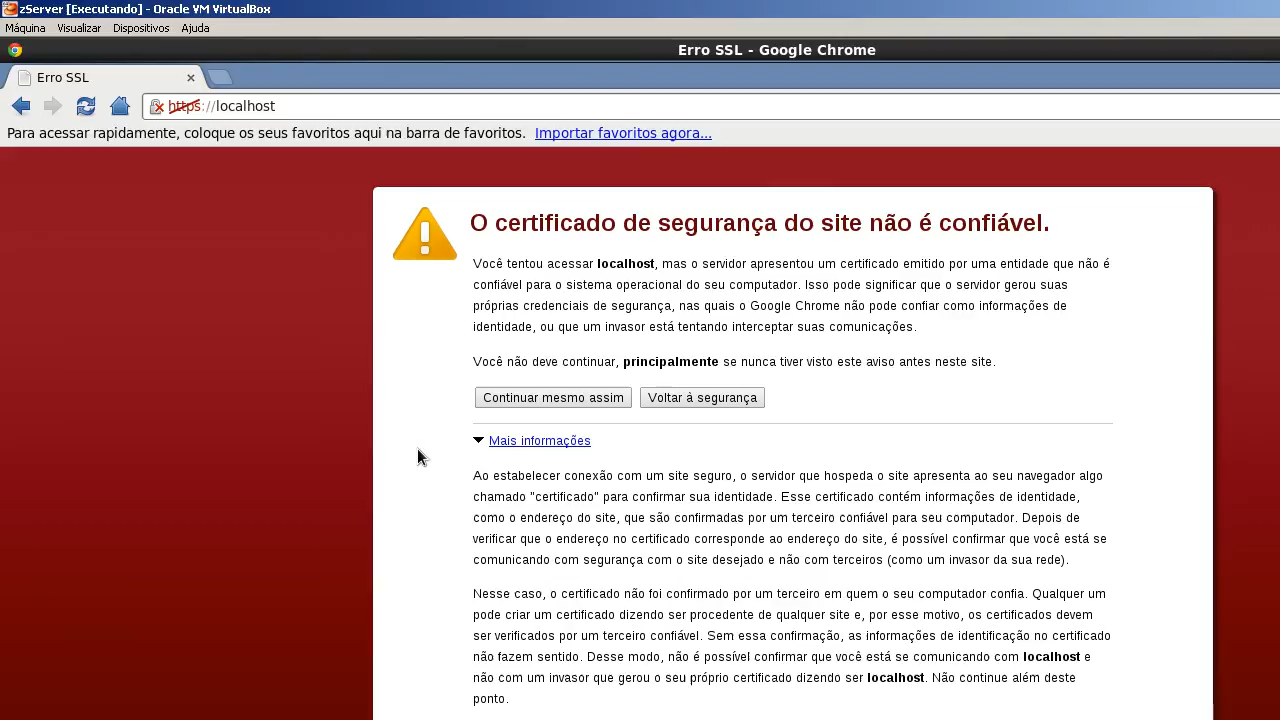 zServer [Executando] - Oracle VM VirtualBox
Máquina Visualizar Dispositivos Ajuda
Erro SSL - Google Chrome
Erro SSL
https://localhost
Para acessar rapidamente, coloque os seus favoritos aqui na barra de favoritos. Importar favoritos agora...
O certificado de segurança do site não é confiável.
Você tentou acessar localhost, mas o servidor apresentou um certificado emitido por uma entidade que não é
confiável para o sistema operacional do seu computador. Isso pode significar que o servidor gerou suas
próprias credenciais de segurança, nas quais o Google Chrome não pode confiar como informações de
identidade, ou que um invasor está tentando interceptar suas comunicações.
Você não deve continuar, principalmente se nunca tiver visto este aviso antes neste site.
Continuar mesmo assim Voltar à segurança
Mais informações
Ao estabelecer conexão com um site seguro, o servidor que hospeda o site apresenta ao seu navegador algo
chamado "certificado" para confirmar sua identidade. Esse certificado contém informações de identidade,
como o endereço do site, que são confirmadas por um terceiro confiável para seu computador. Depois de
verificar que o endereço no certificado corresponde ao endereço do site, é possível confirmar que você está se
comunicando com segurança com o site desejado e não com terceiros (como um invasor da sua rede).
Nesse caso, o certificado não foi confirmado por um terceiro em quem o seu computador confia. Qualquer um
pode criar um certificado dizendo ser procedente de qualquer site e, por esse motivo, os certificados devem
ser verificados por um terceiro confiável. Sem essa confirmação, as informações de identificação no certificado
não fazem sentido. Desse modo, não é possível confirmar que você está se comunicando com localhost e
não com um invasor que gerou o seu próprio certificado dizendo ser localhost. Não continue além deste
ponto.